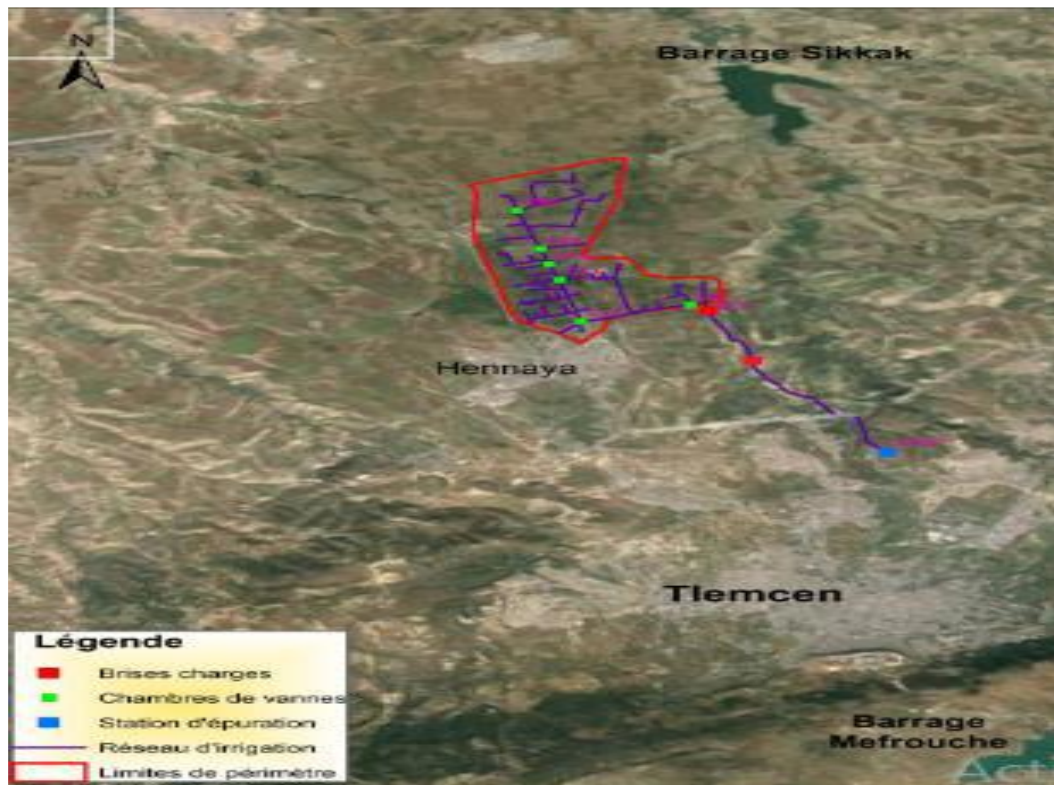 N
Barrage Sikkak
Hennaya
Tlemcen
Légende
Brises charges
Chambres de vannes
Station d'épuration
Réseau d'irrigation
Limites de périmètre
Barrage
Mefrouche
Act